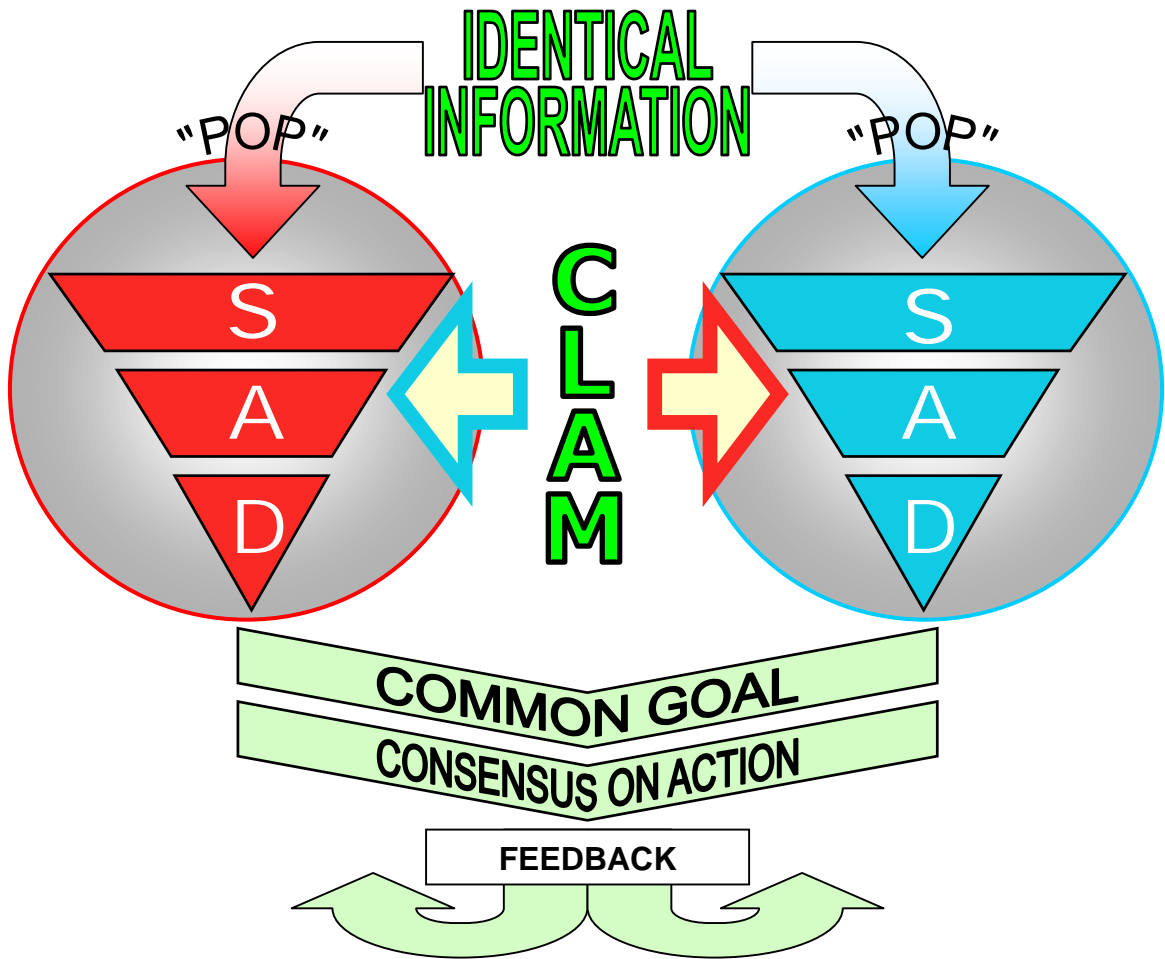 IDENTICAL
INFORMATION
"POP"
"POP"
S
A
D
C
L
A
M
S
A
D
COMMON GOAL
CONSENSUS ON ACTION
FEEDBACK